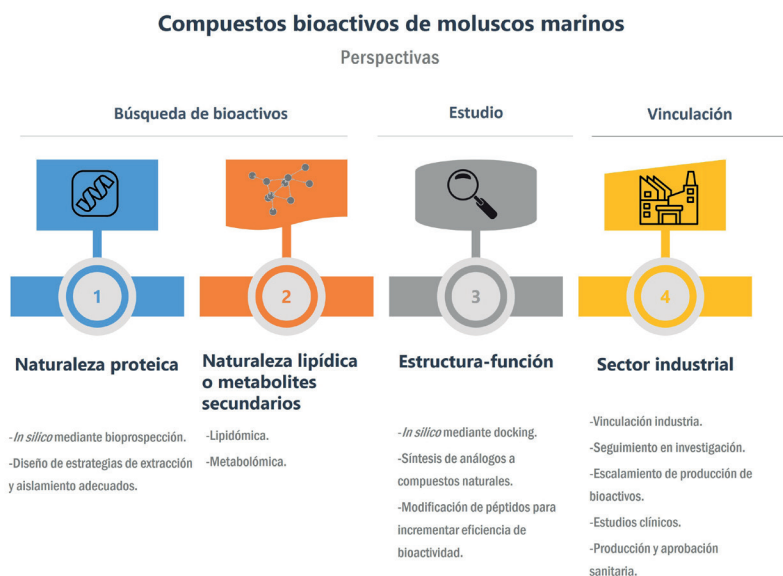 Compuestos bioactivos de moluscos marinos
Perspectivas
Búsqueda de bioactivos
Estudio
Vinculación
1
2
3
4
Naturaleza proteica
-In silico mediante bioprospección.
-Diseño de estrategias de extracción
y aislamiento adecuados.
Naturaleza lipídica
o metabolites
secundarios
-Lipidómica.
-Metabolómica.
Estructura-función
-In silico mediante docking.
-Síntesis de análogos a
compuestos naturales.
-Modificación de péptidos para
incrementar eficiencia de
bioactividad.
Sector industrial
-Vinculación industria.
-Seguimiento en investigación.
-Escalamiento de producción de
bioactivos.
-Estudios clínicos.
-Producción y aprobación
sanitaria.